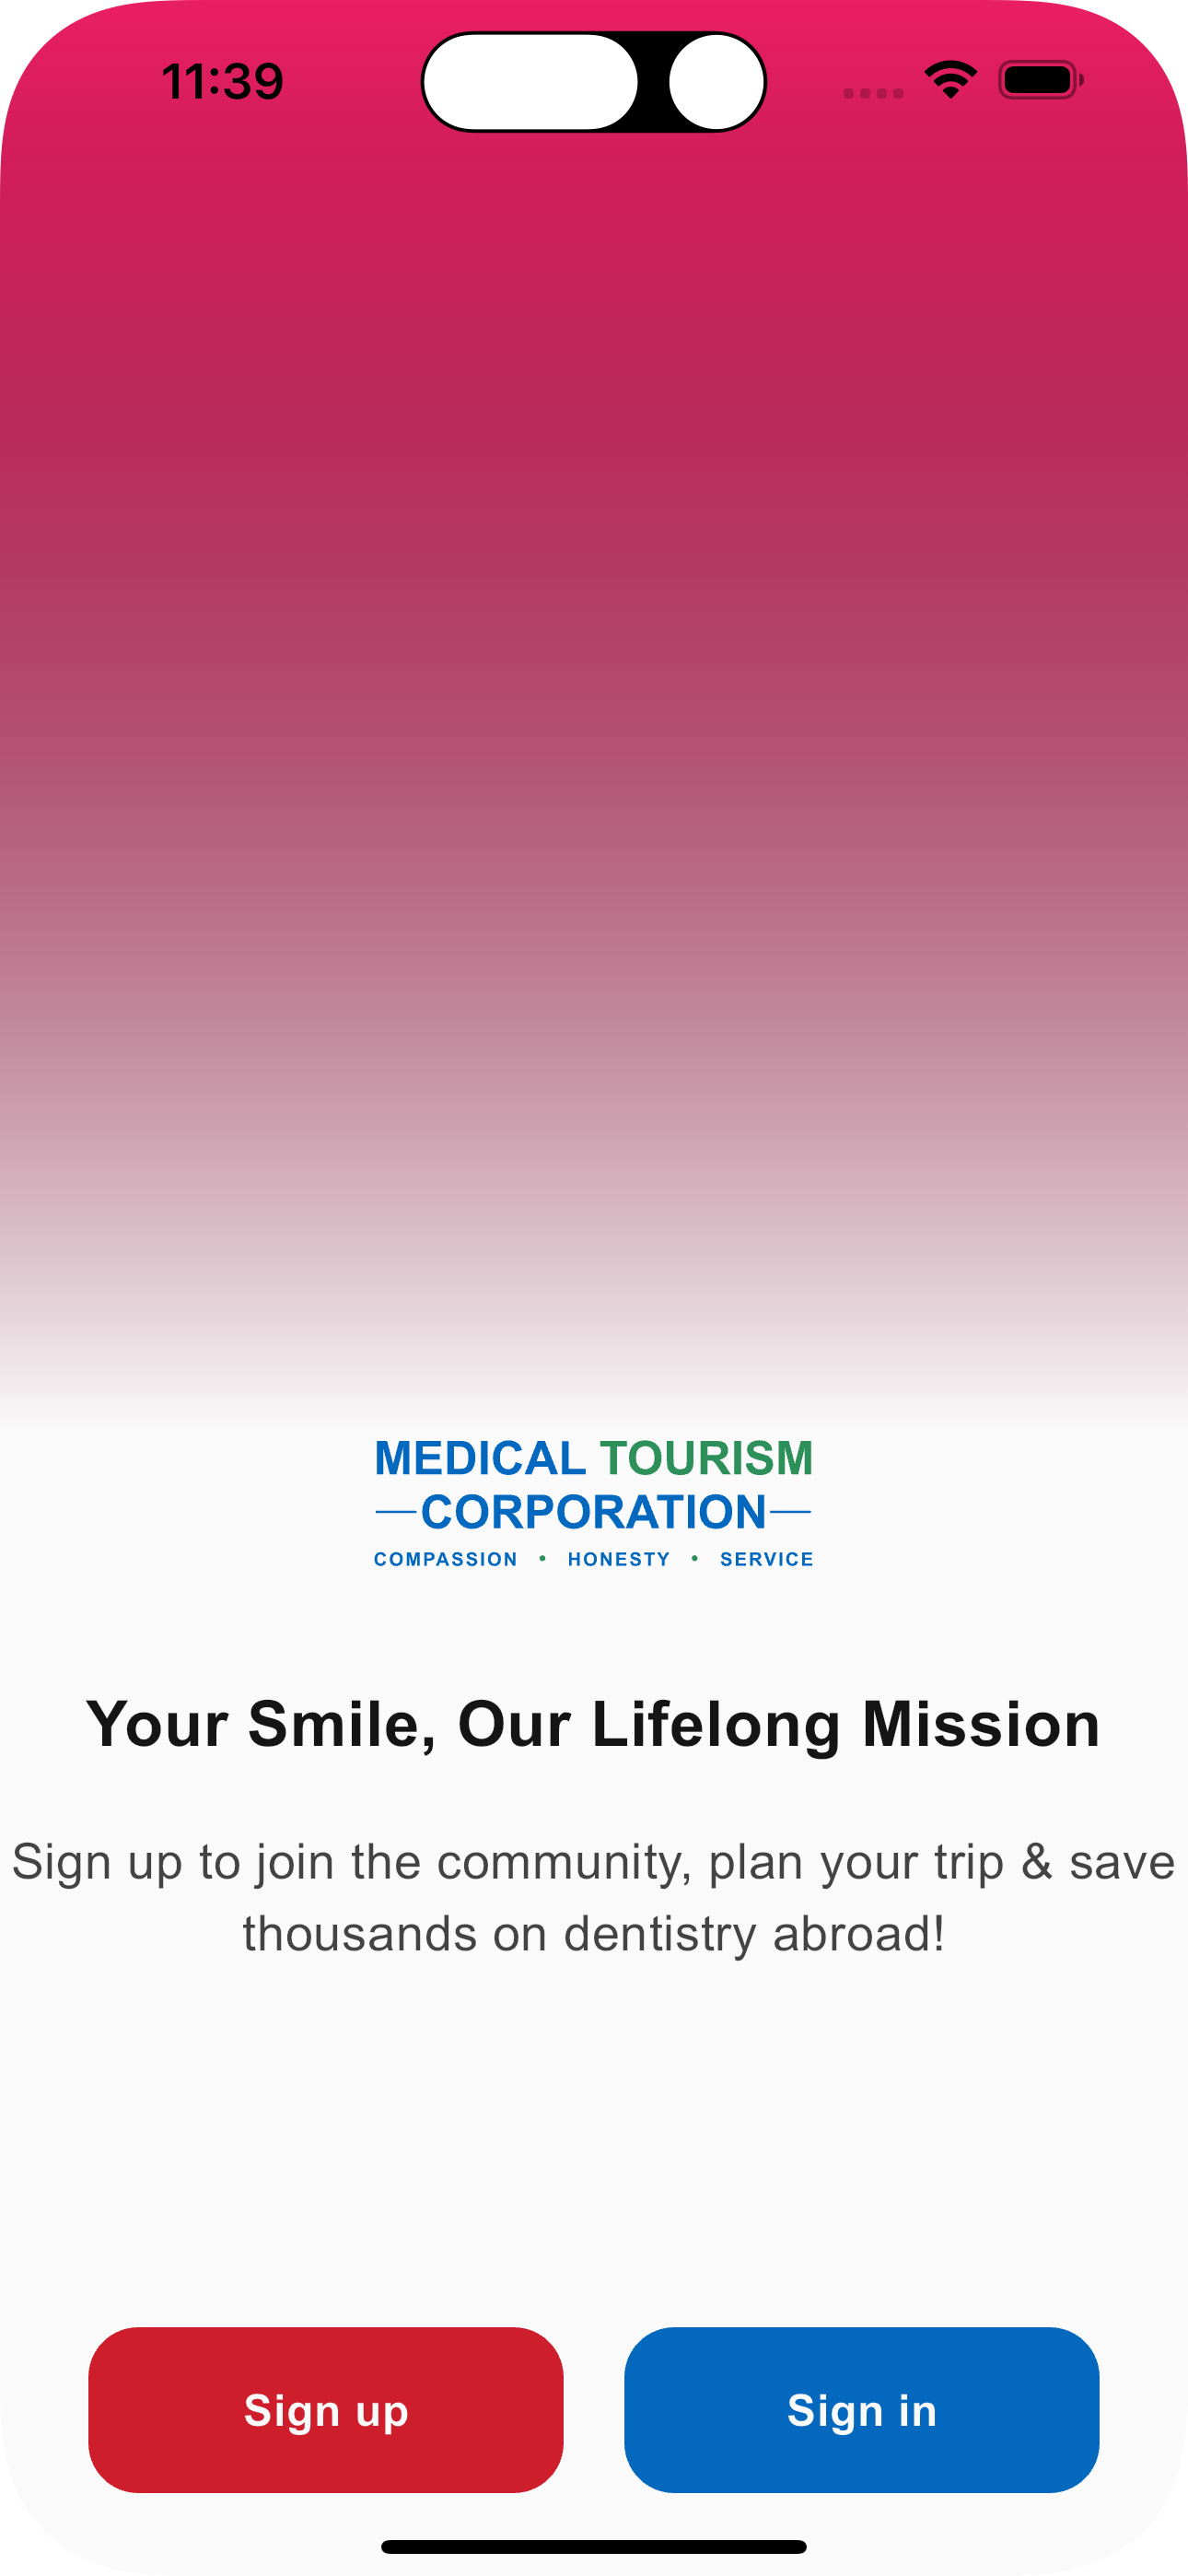 11:39
MEDICAL TOURISM
CORPORATION
COMPASSION • HONESTY • SERVICE
Your Smile, Our Lifelong Mission
Sign up to join the community, plan your trip & save
thousands on dentistry abroad!
Sign up
Sign in